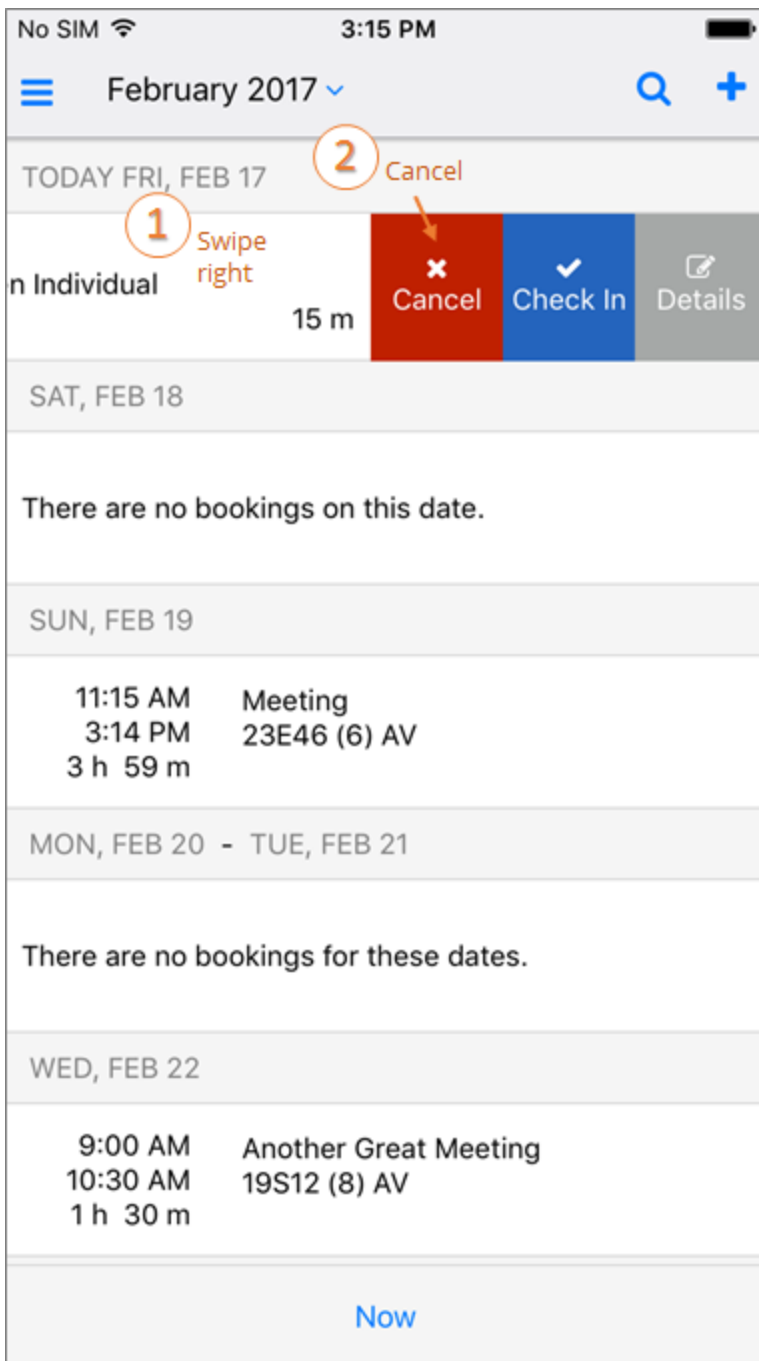 No SIM 3:15 PM
February 2017
TODAY FRI, FEB 17
2 Cancel
1 Swipe
right
n Individual
15 m
Cancel Check In Details
SAT, FEB 18
There are no bookings on this date.
SUN, FEB 19
11:15 AM Meeting
3:14 PM 23E46 (6) AV
3 h 59 m
MON, FEB 20 - TUE, FEB 21
There are no bookings for these dates.
WED, FEB 22
9:00 AM Another Great Meeting
10:30 AM 19S12 (8) AV
1 h 30 m
Now